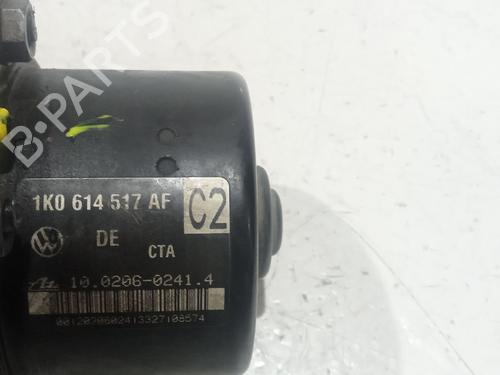 B-PARTS
1K0 614 517 AF C2
DE
CTA
10.0206-0241.4